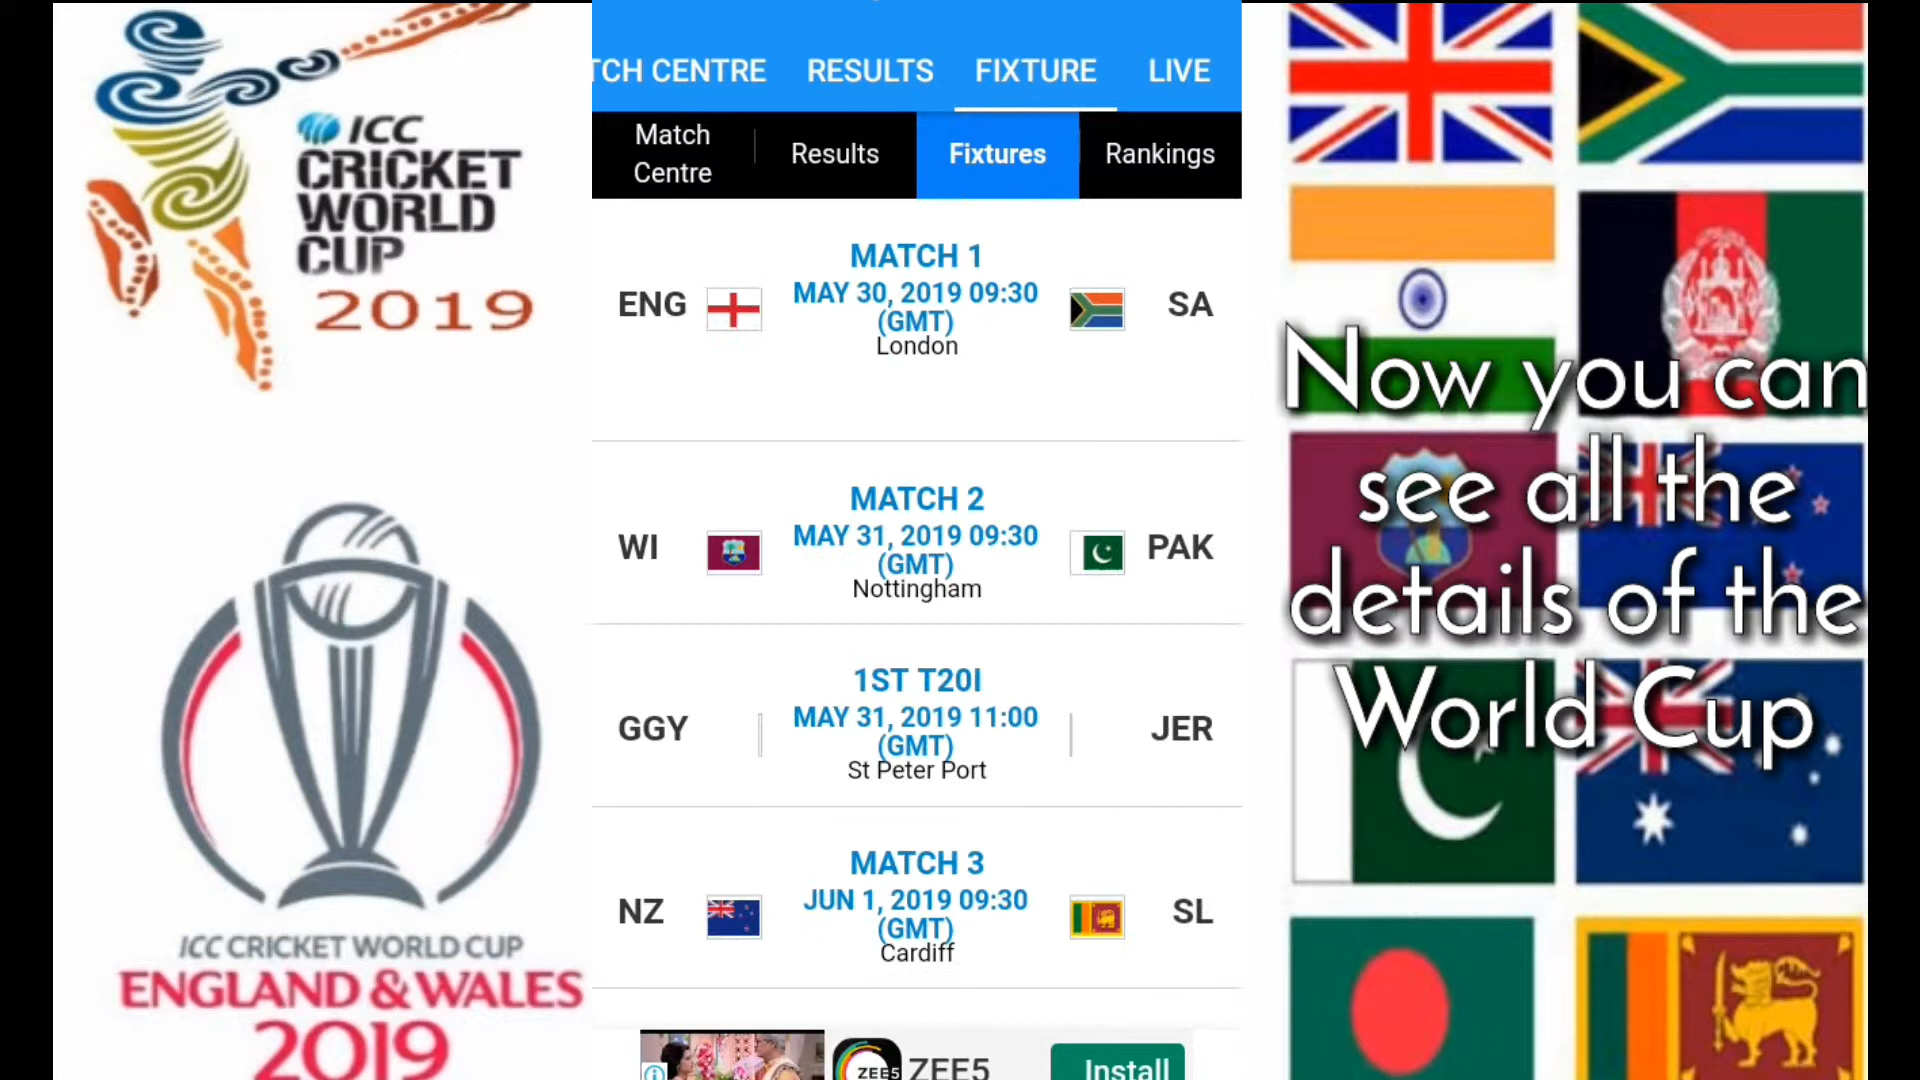 ICC
CRICKET
WORLD
CUP
2019
ICC CRICKET WORLD CUP
ENGLAND & WALES
2019
TCH CENTRE RESULTS FIXTURE LIVE
Match
Centre
Results Fixtures Rankings
MATCH 1
MAY 30, 2019 09:30
(GMT)
ENG SA
London
MATCH 2
MAY 31, 2019 09:30
(GMT)
WI PAK
Nottingham
1ST T20I
MAY 31, 2019 11:00
(GMT)
GGY JER
St Peter Port
MATCH 3
JUN 1, 2019 09:30
(GMT)
NZ SL
Cardiff
ZEE5 ZEE5 Install
Now you can
see all the
details of the
World Cup